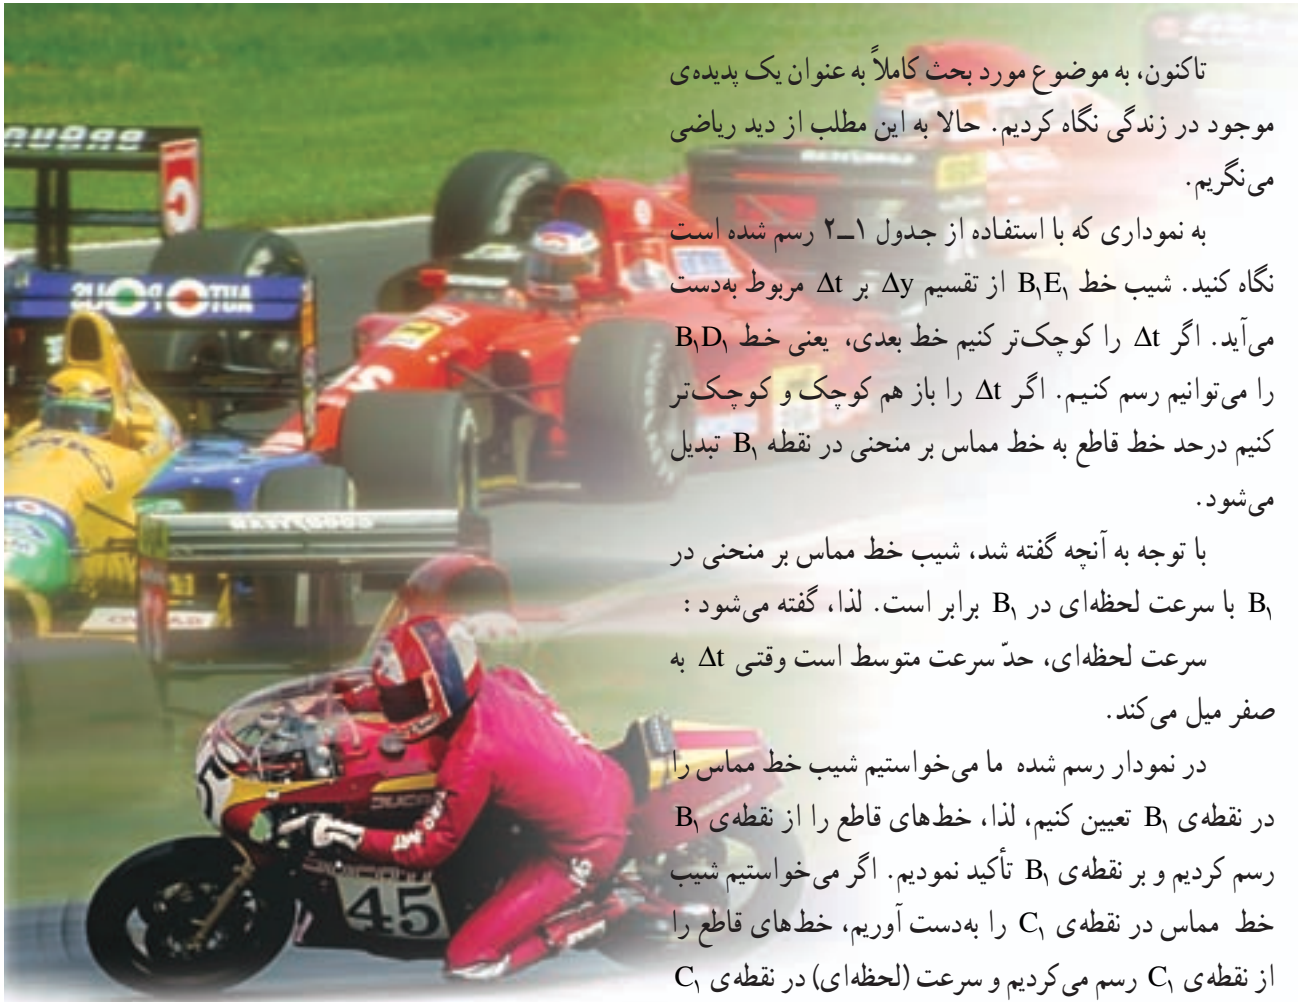 تاکنون، به موضوع مورد بحث کاملاً به عنوان یک پدیده‌ی
موجود در زندگی نگاه کردیم. حالا به این مطلب از دید ریاضی
می‌نگریم.
به نموداری که با استفاده از جدول ۱ــ۲ رسم شده است
نگاه کنید. شیب خط B۱E۱ از تقسیم Δy بر Δt مربوط به‌دست
می‌آید. اگر Δt را کوچک‌تر کنیم خط بعدی، یعنی خط B۱D۱
را می‌توانیم رسم کنیم. اگر Δt را باز هم کوچک و کوچک‌تر
کنیم درحد خط قاطع به خط مماس بر منحنی در نقطه B۱ تبدیل
می‌شود.
با توجه به آنچه گفته شد، شیب خط مماس بر منحنی در
B۱ با سرعت لحظه‌ای در B۱ برابر است. لذا، گفته می‌شود :
سرعت لحظه‌ای، حدّ سرعت متوسط است وقتی Δt به
صفر میل می‌کند.
در نمودار رسم شده ما می‌خواستیم شیب خط مماس را
در نقطه‌ی B۱ تعیین کنیم، لذا، خط‌های قاطع را از نقطه‌ی B۱
رسم کردیم و بر نقطه‌ی B۱ تأکید نمودیم. اگر می‌خواستیم شیب
خط مماس در نقطه‌ی C۱ را به‌دست آوریم، خط‌های قاطع را
از نقطه‌ی C۱ رسم می‌کردیم و سرعت (لحظه‌ای) در نقطه‌ی C۱
45